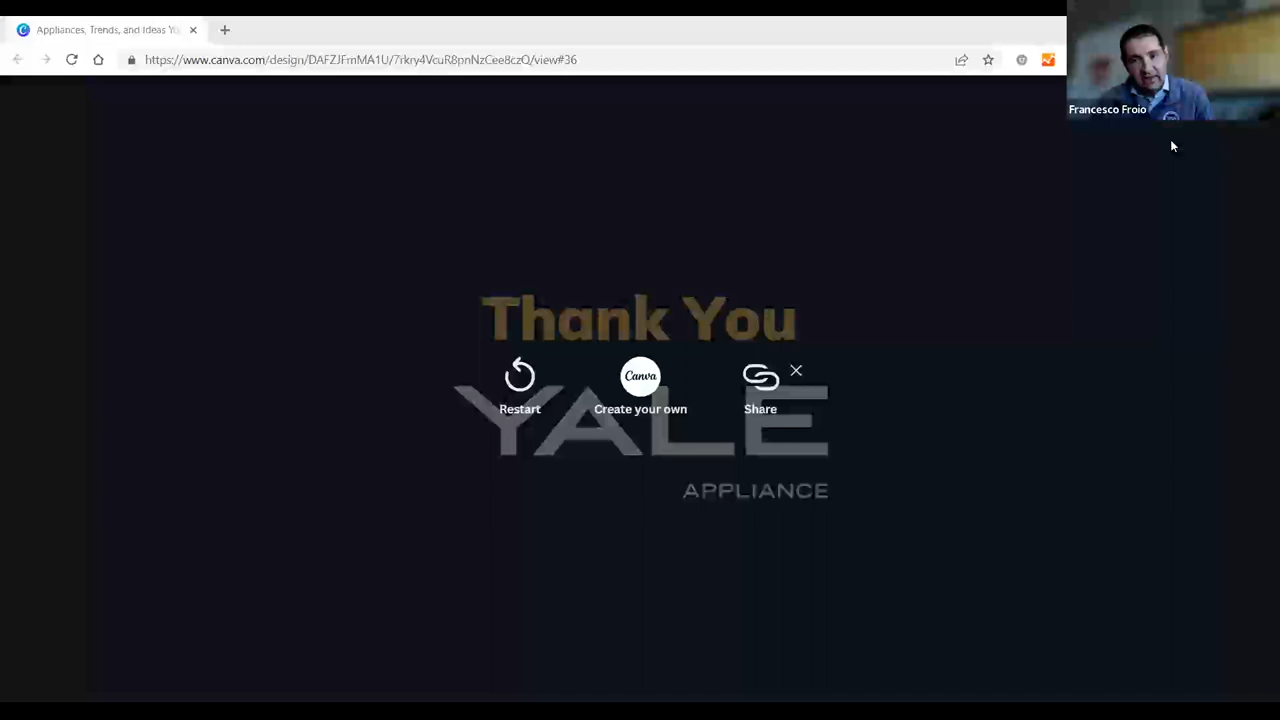 Appliances, Trends, and Ideas Yo
https://www.canva.com/design/DAFZJFrnMA1U/7rkry4VcuR8pnNzCee8czQ/view#36
Francesco Froio
Thank You
Canva
Restart
Create your own
Share
YALE
APPLIANCE